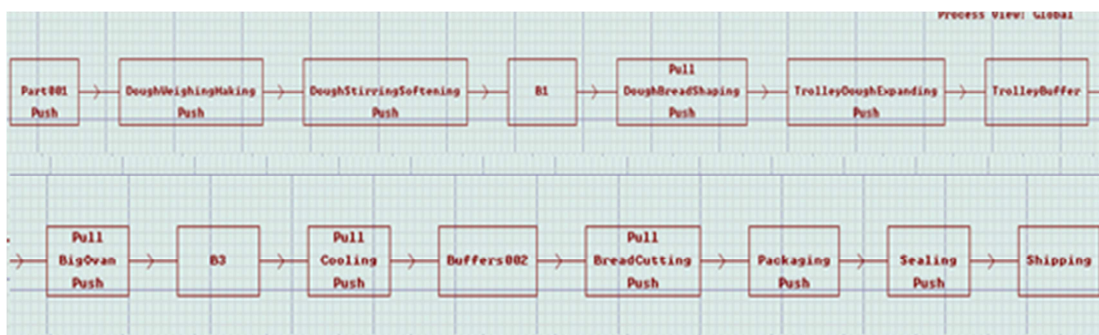 Process View: Global
Part001
Push
DoughWeighingMaking
Push
DoughStirringSoftening
Push
B1
Pull
DoughBreadShaping
Push
TrolleyDoughExpanding
Push
TrolleyBuffer
Pull
BigOvan
Push
B3
Pull
Cooling
Push
Buffers002
Pull
BreadCutting
Push
Packaging
Push
Sealing
Push
Shipping